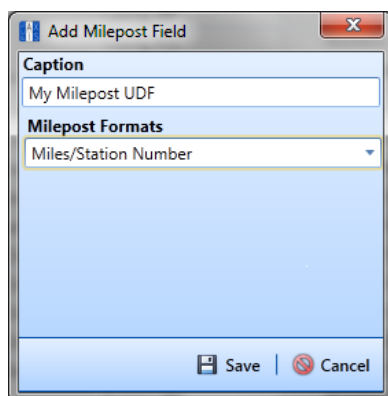 Add Milepost Field
Caption
My Milepost UDF
Milepost Formats
Miles/Station Number
Save | Cancel